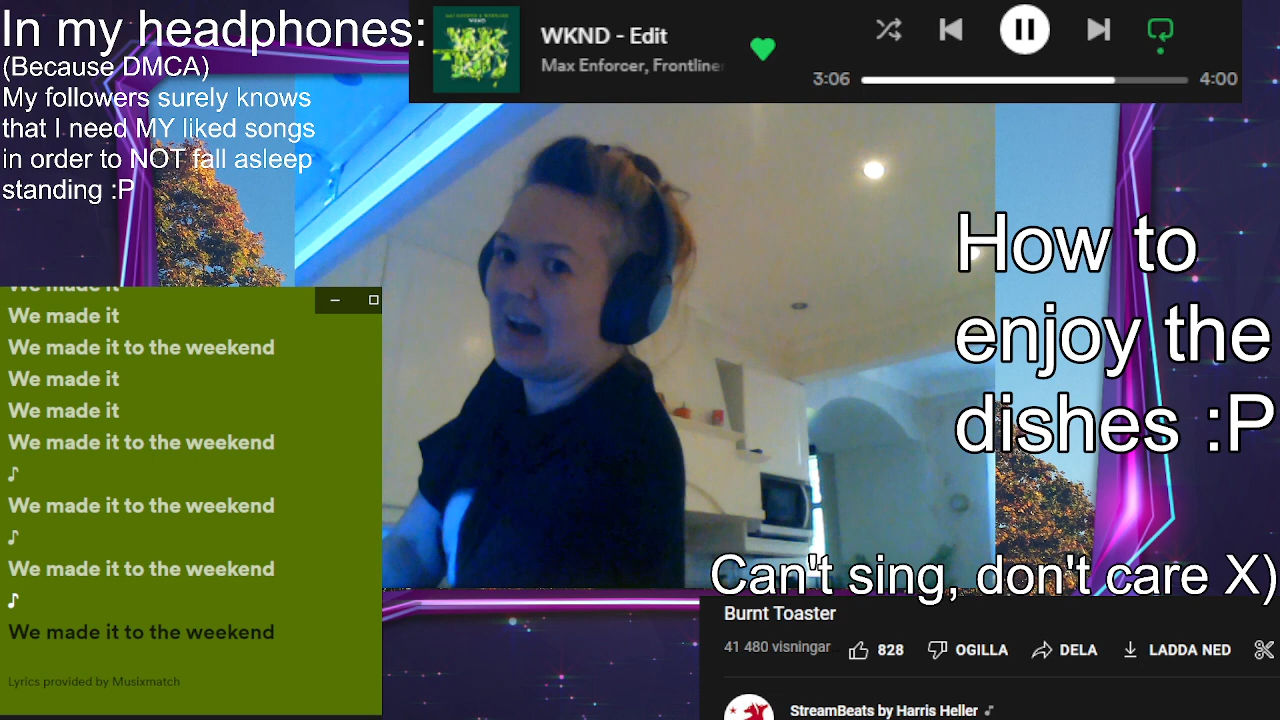 In my headphones:
(Because DMCA)
My followers surely knows
that I need MY liked songs
in order to NOT fall asleep
standing :P
WKND - Edit
Max Enforcer, Frontliner
3:06
4:00
We made it
We made it
We made it to the weekend
We made it
We made it
We made it to the weekend
♪
We made it to the weekend
♪
We made it to the weekend
♪
We made it to the weekend
Lyrics provided by Musixmatch
How to
enjoy the
dishes :P
Can't sing, don't care X)
Burnt Toaster
41 480 visningar
828
OGILLA
DELA
LADDA NED
StreamBeats by Harris Heller ♪